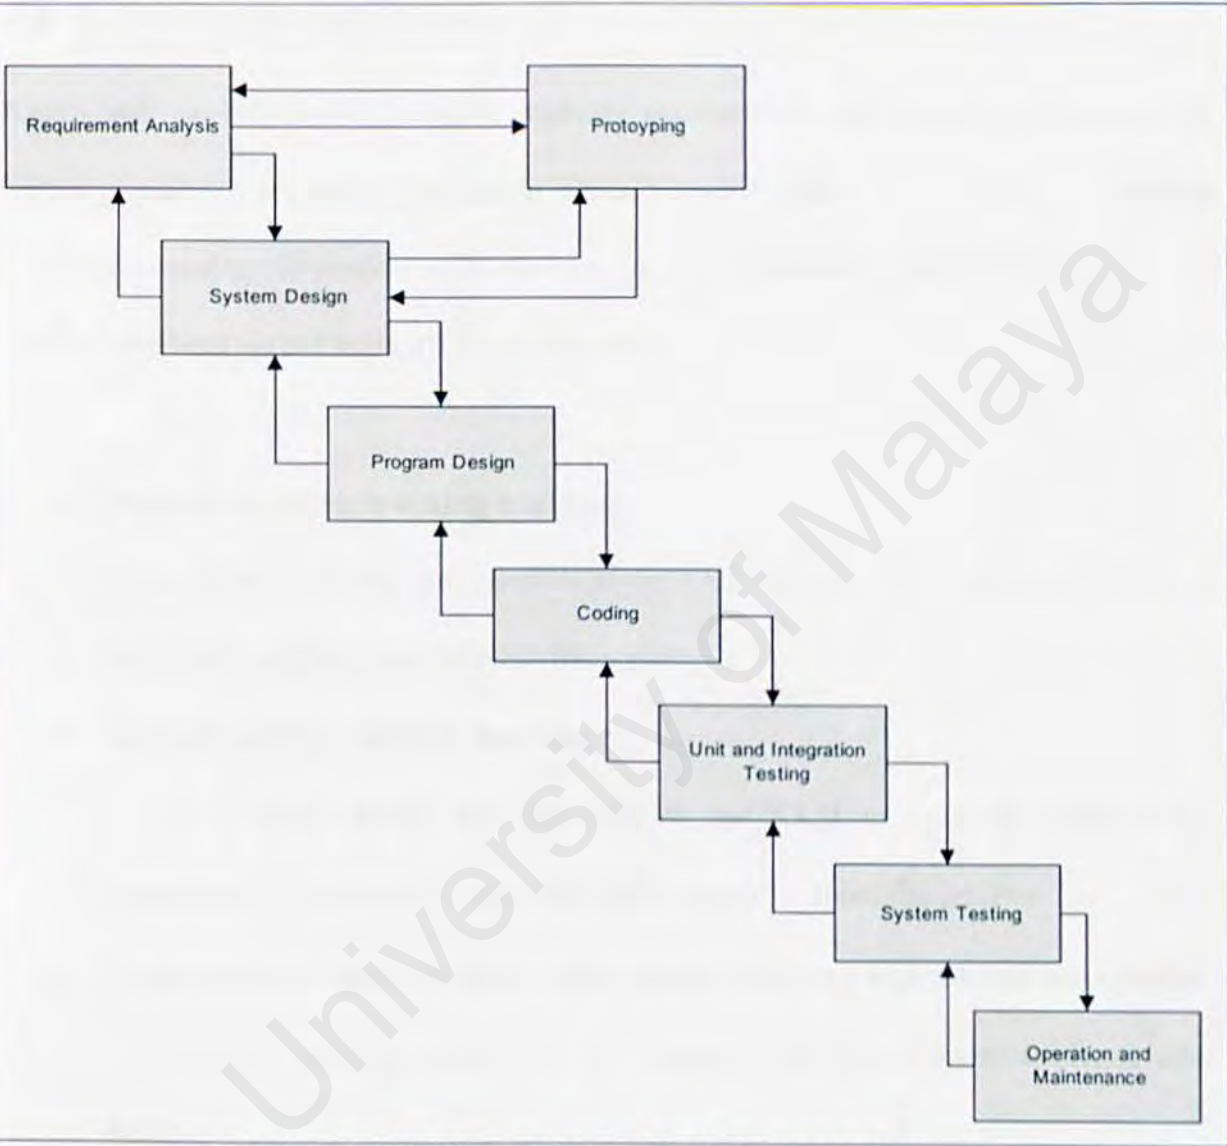 Requirement Analysis
Protoyping
System Design
Program Design
Coding
Unit and Integration
Testing
System Testing
Operation and
Maintenance
University of Malaya